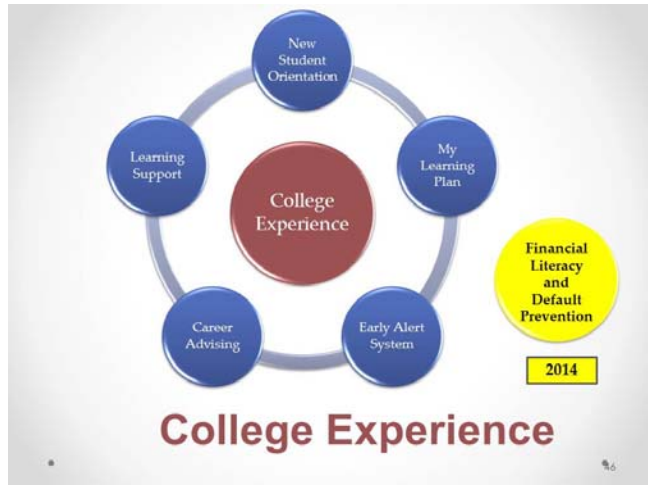 New
Student
Orientation
Learning
Support
My
Learning
Plan
College
Experience
Financial
Literacy
and
Default
Prevention
Career
Advising
Early Alert
System
2014
College Experience
46